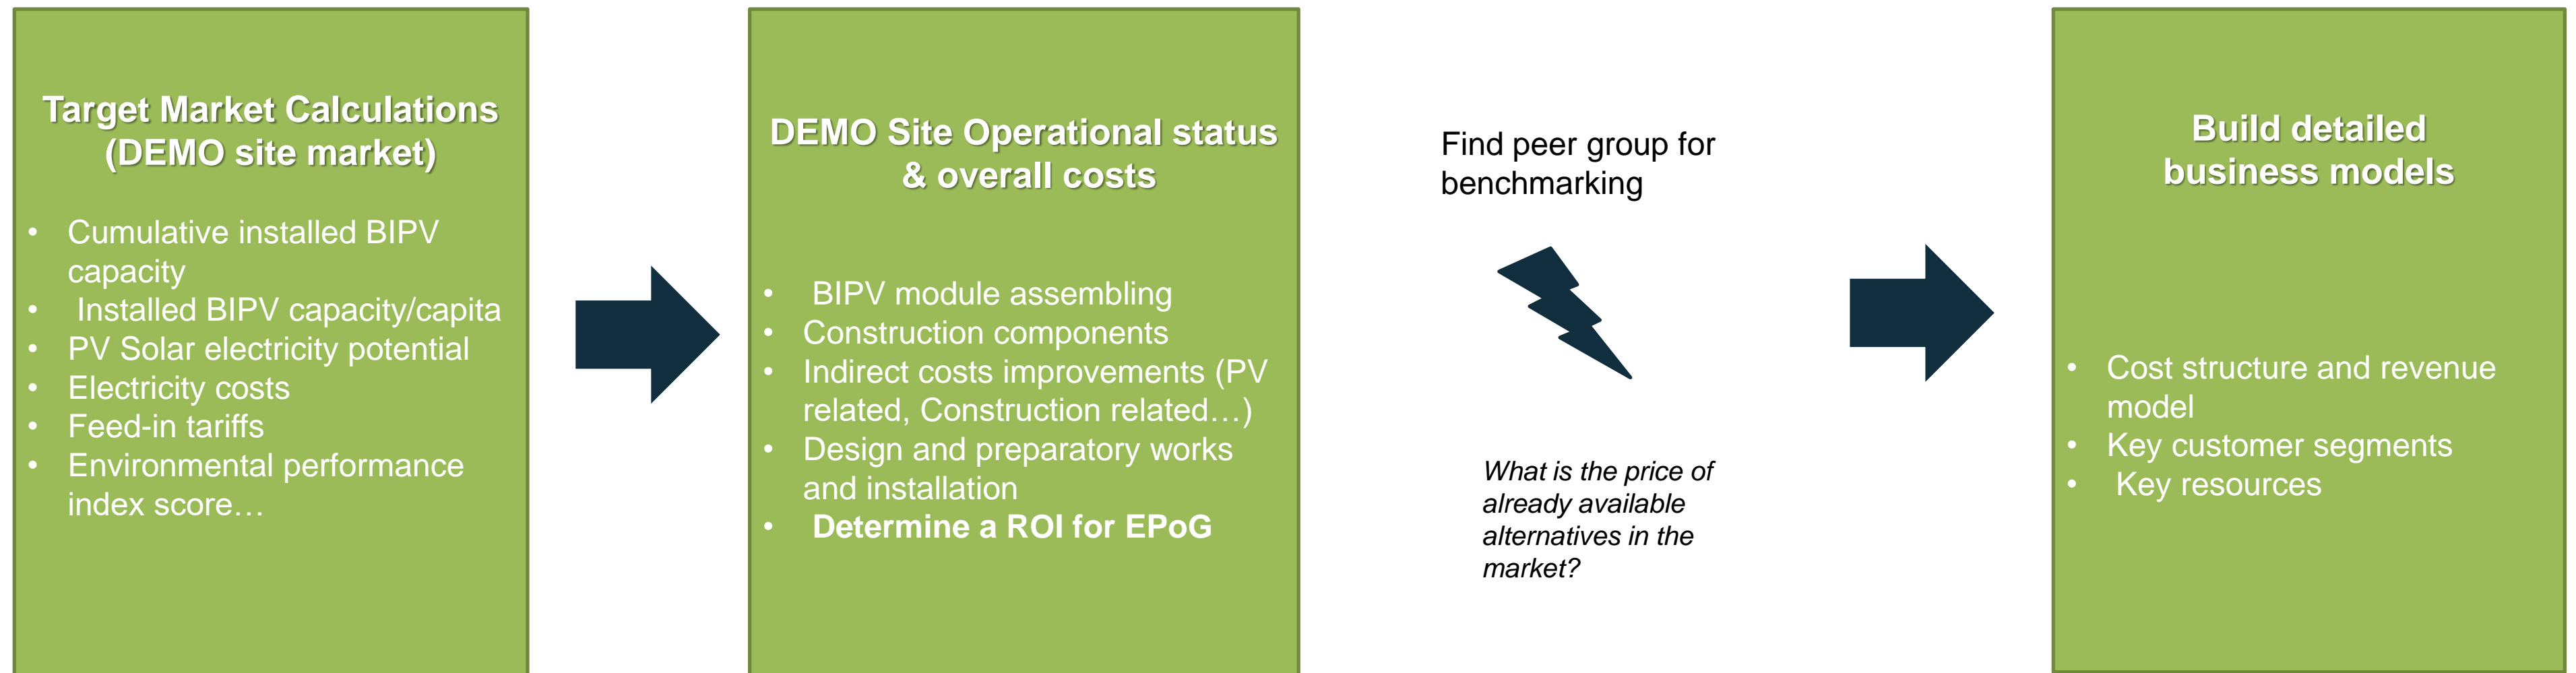 Target Market Calculations
(DEMO site market)
• Cumulative installed BIPV
capacity
• Installed BIPV capacity/capita
• PV Solar electricity potential
• Electricity costs
• Feed-in tariffs
• Environmental performance
index score…
DEMO Site Operational status
& overall costs
• BIPV module assembling
• Construction components
• Indirect costs improvements (PV
related, Construction related…)
• Design and preparatory works
and installation
• Determine a ROI for EPoG
Find peer group for
benchmarking
What is the price of
already available
alternatives in the
market?
Build detailed
business models
• Cost structure and revenue
model
• Key customer segments
• Key resources